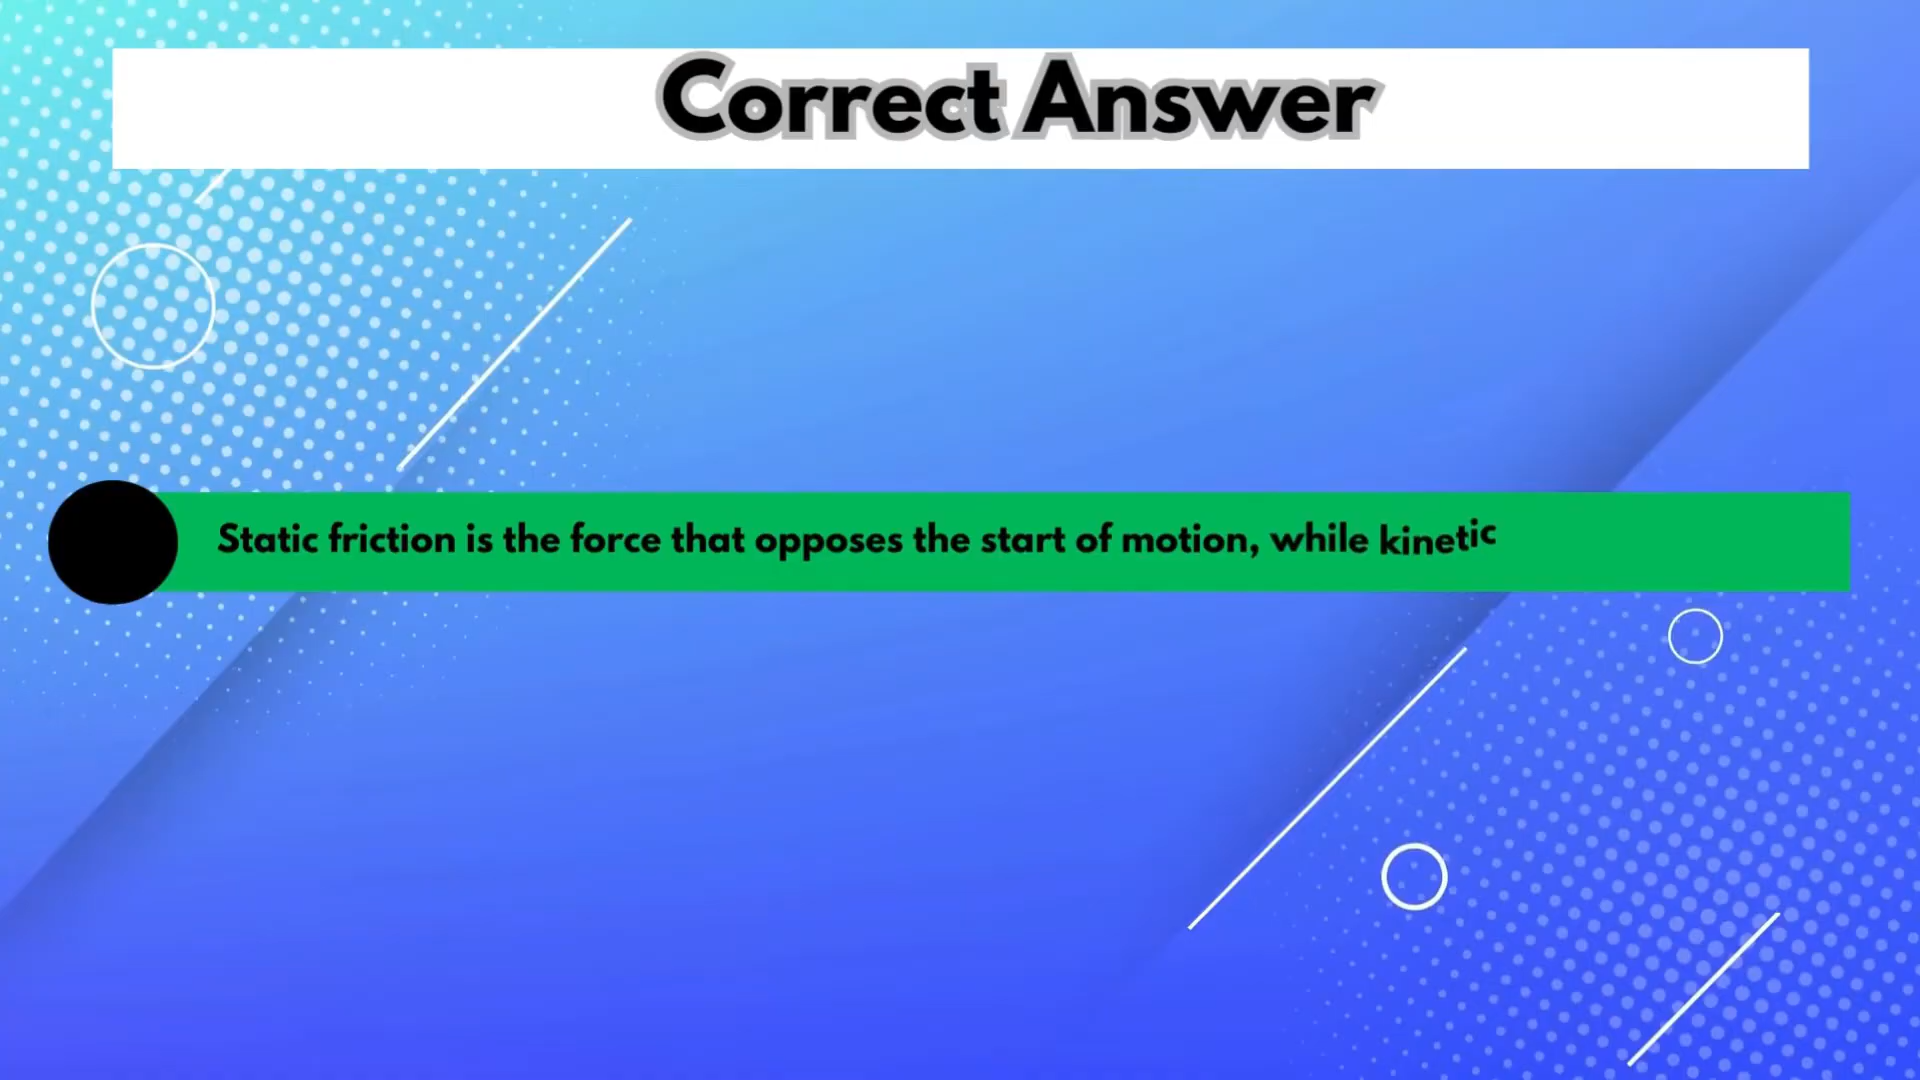 Correct Answer
Static friction is the force that opposes the start of motion, while kinetic